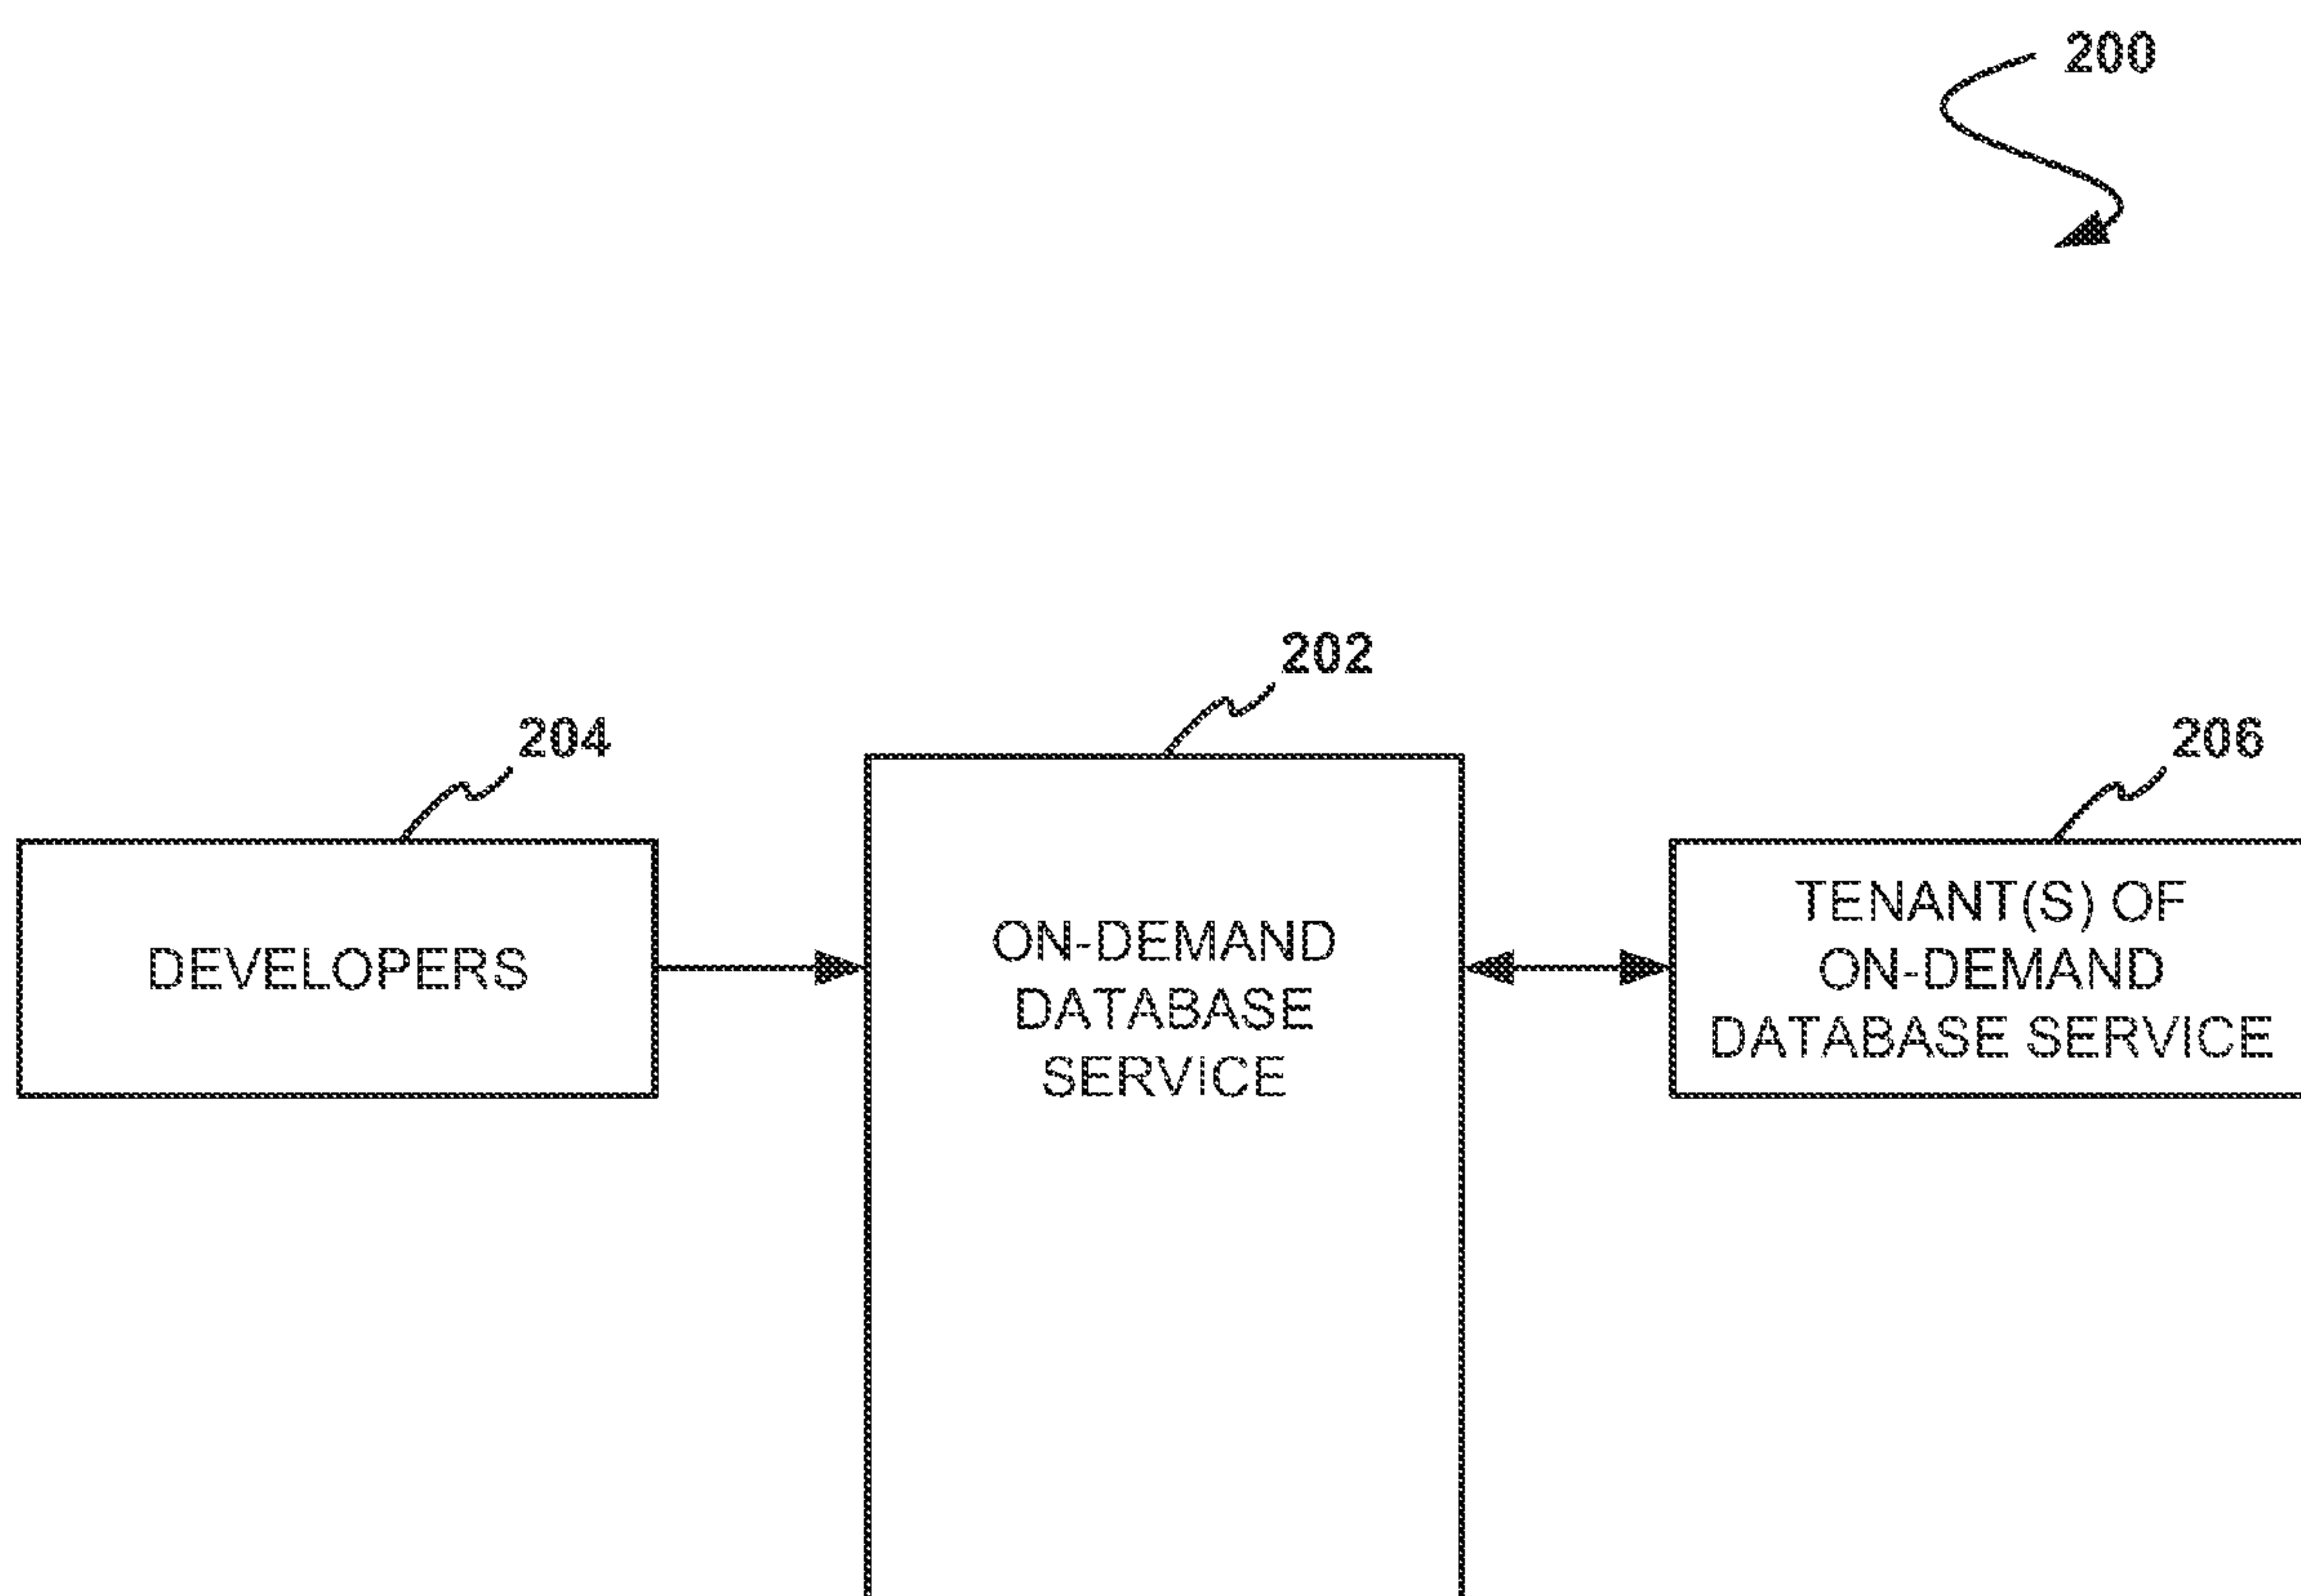 200
202
204
206
DEVELOPERS
ON-DEMAND
DATABASE
SERVICE
TENANT(S) OF
ON-DEMAND
DATABASE SERVICE